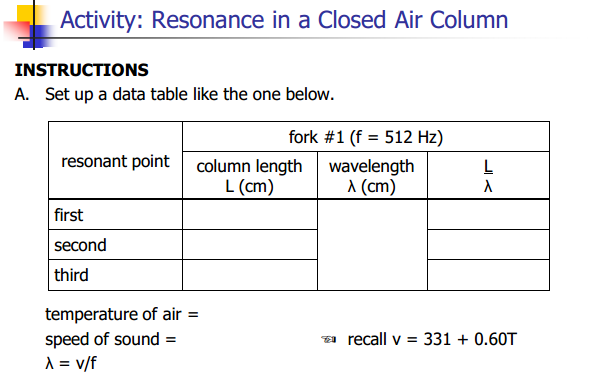 Activity: Resonance in a Closed Air Column
INSTRUCTIONS
A. Set up a data table like the one below.
resonant point
fork #1 (f = 512 Hz)
column length
L (cm)
wavelength
λ (cm)
L
λ
first
second
third
temperature of air =
speed of sound =
☜ recall v = 331 + 0.60T
λ = v/f